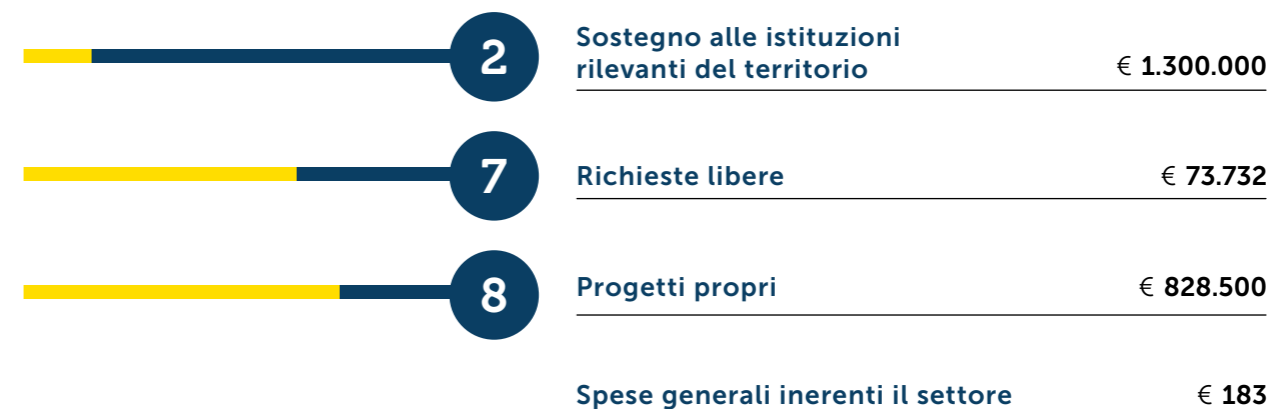 2
Sostegno alle istituzioni
rilevanti del territorio € 1.300.000
7 Richieste libere € 73.732
8 Progetti propri € 828.500
Spese generali inerenti il settore € 183